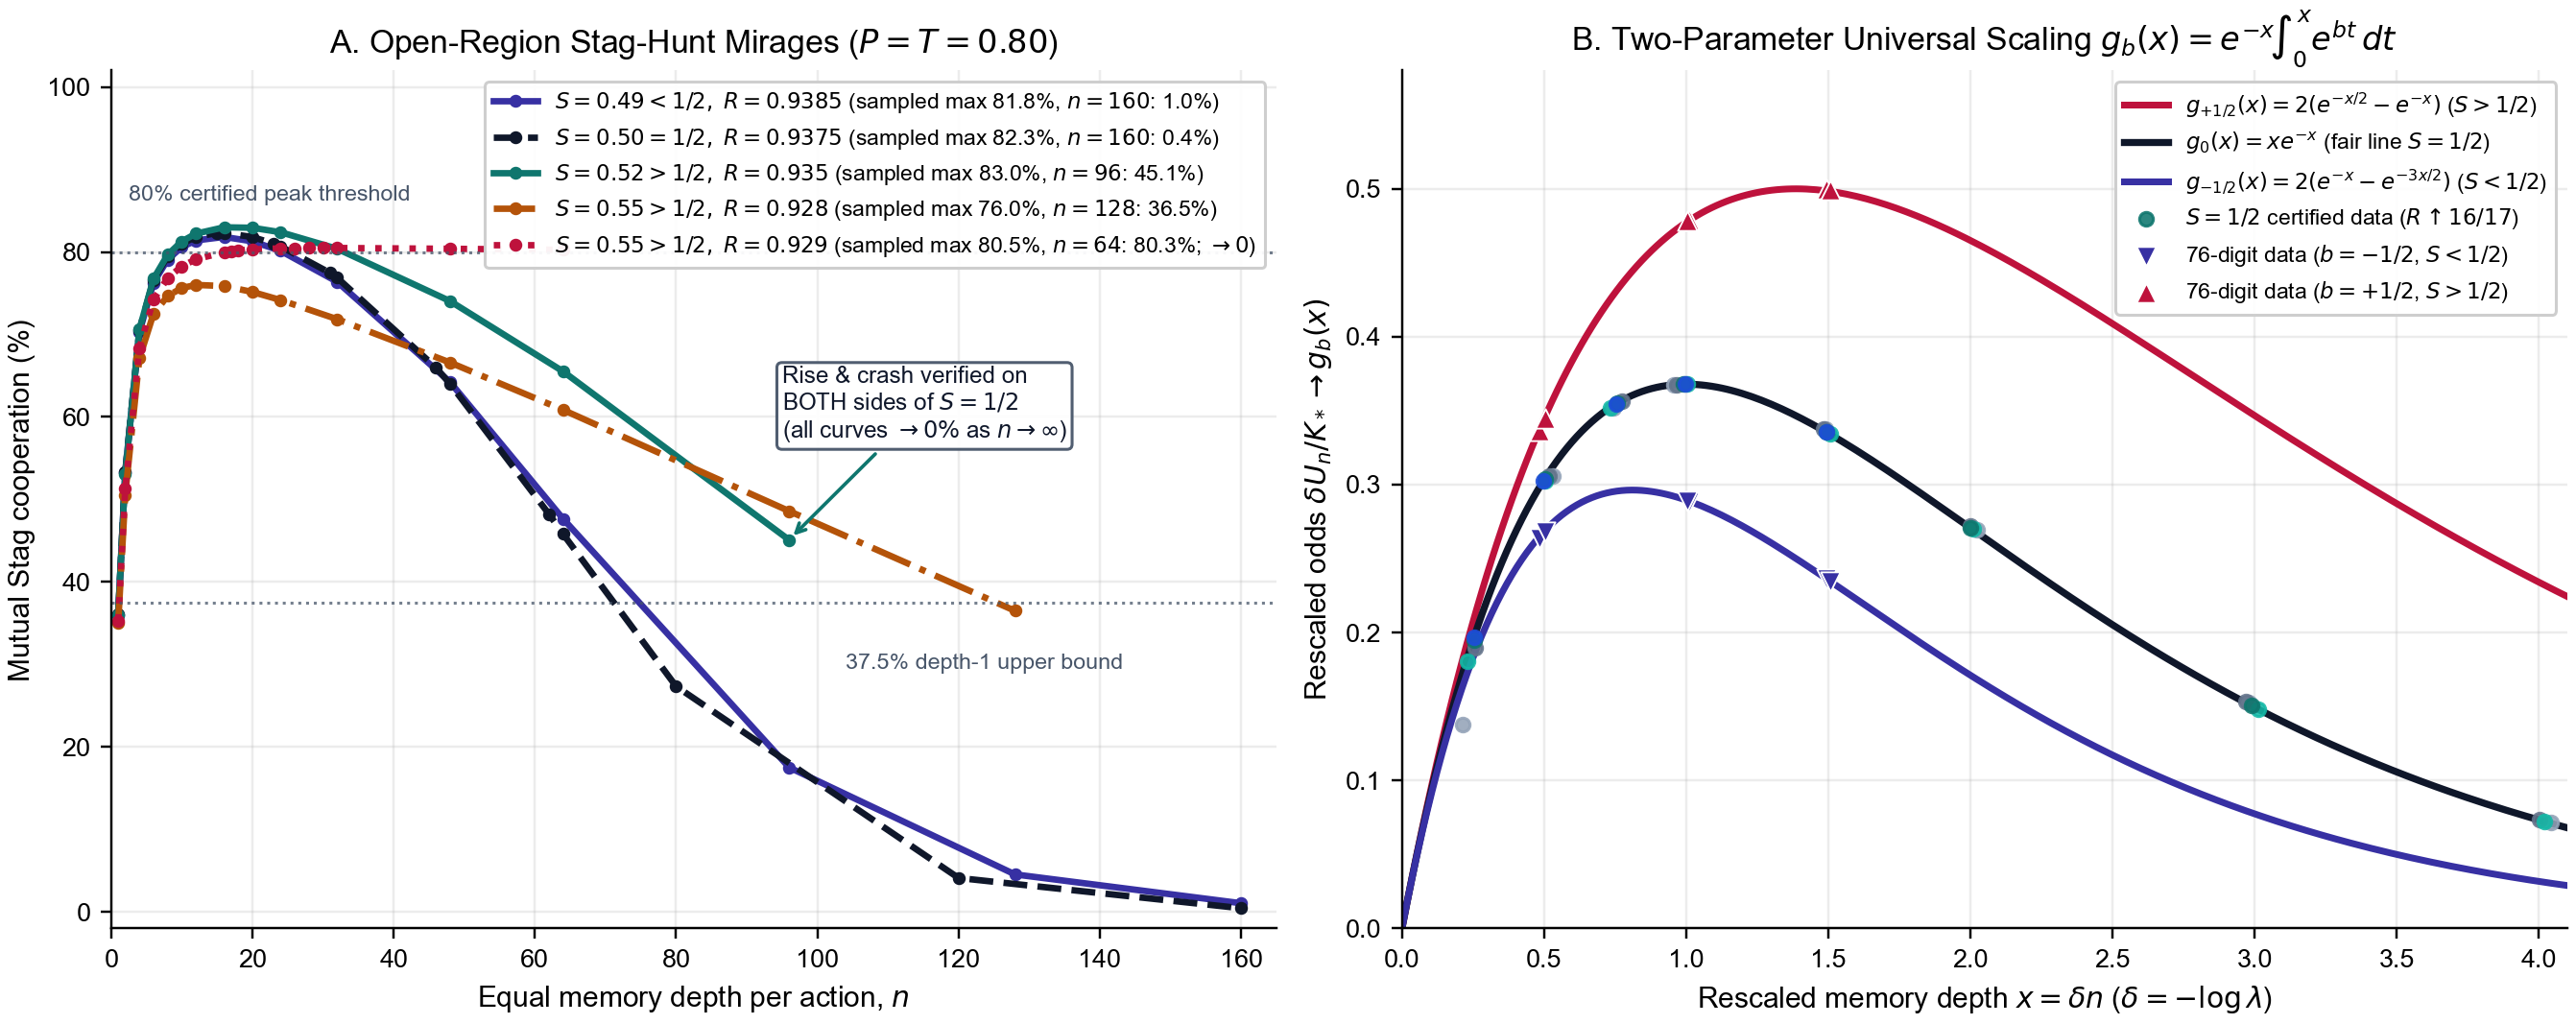 A. Open-Region Stag-Hunt Mirages (P = T = 0.80)
Mutual Stag cooperation (%)
100
80
60
40
20
0
S = 0.49 < 1/2, R = 0.9385 (sampled max 81.8%, n = 160: 1.0%)
S = 0.50 = 1/2, R = 0.9375 (sampled max 82.3%, n = 160: 0.4%)
S = 0.52 > 1/2, R = 0.935 (sampled max 83.0%, n = 96: 45.1%)
S = 0.55 > 1/2, R = 0.928 (sampled max 76.0%, n = 128: 36.5%)
S = 0.55 > 1/2, R = 0.929 (sampled max 80.5%, n = 64: 80.3%; → 0)
80% certified peak threshold
Rise & crash verified on
BOTH sides of S = 1/2
(all curves → 0% as n → ∞)
37.5% depth-1 upper bound
0 20 40 60 80 100 120 140 160
Equal memory depth per action, n
B. Two-Parameter Universal Scaling g_b(x) = e^{-x}∫_0^x e^{bt} dt
Rescaled odds δU_n/K_* → g_b(x)
0.5
0.4
0.3
0.2
0.1
0.0
g_{+1/2}(x) = 2(e^{-x/2} − e^{-x}) (S > 1/2)
g_0(x) = xe^{-x} (fair line S = 1/2)
g_{-1/2}(x) = 2(e^{-x} − e^{-3x/2}) (S < 1/2)
S = 1/2 certified data (R ↑ 16/17)
76-digit data (b = −1/2, S < 1/2)
76-digit data (b = +1/2, S > 1/2)
0.0 0.5 1.0 1.5 2.0 2.5 3.0 3.5 4.0
Rescaled memory depth x = δn (δ = −log λ)